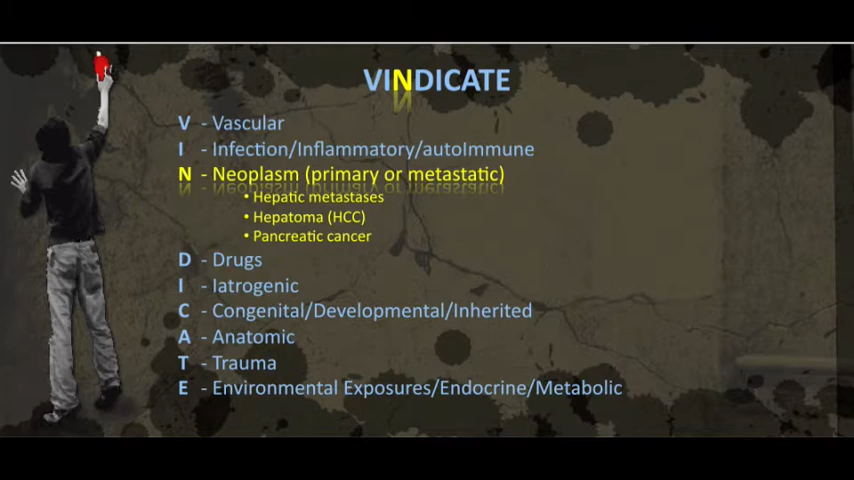 VINDICATE
V - Vascular
I - Infection/Inflammatory/autoImmune
N - Neoplasm (primary or metastatic)
• Hepatic metastases
• Hepatoma (HCC)
• Pancreatic cancer
D - Drugs
I - Iatrogenic
C - Congenital/Developmental/Inherited
A - Anatomic
T - Trauma
E - Environmental Exposures/Endocrine/Metabolic